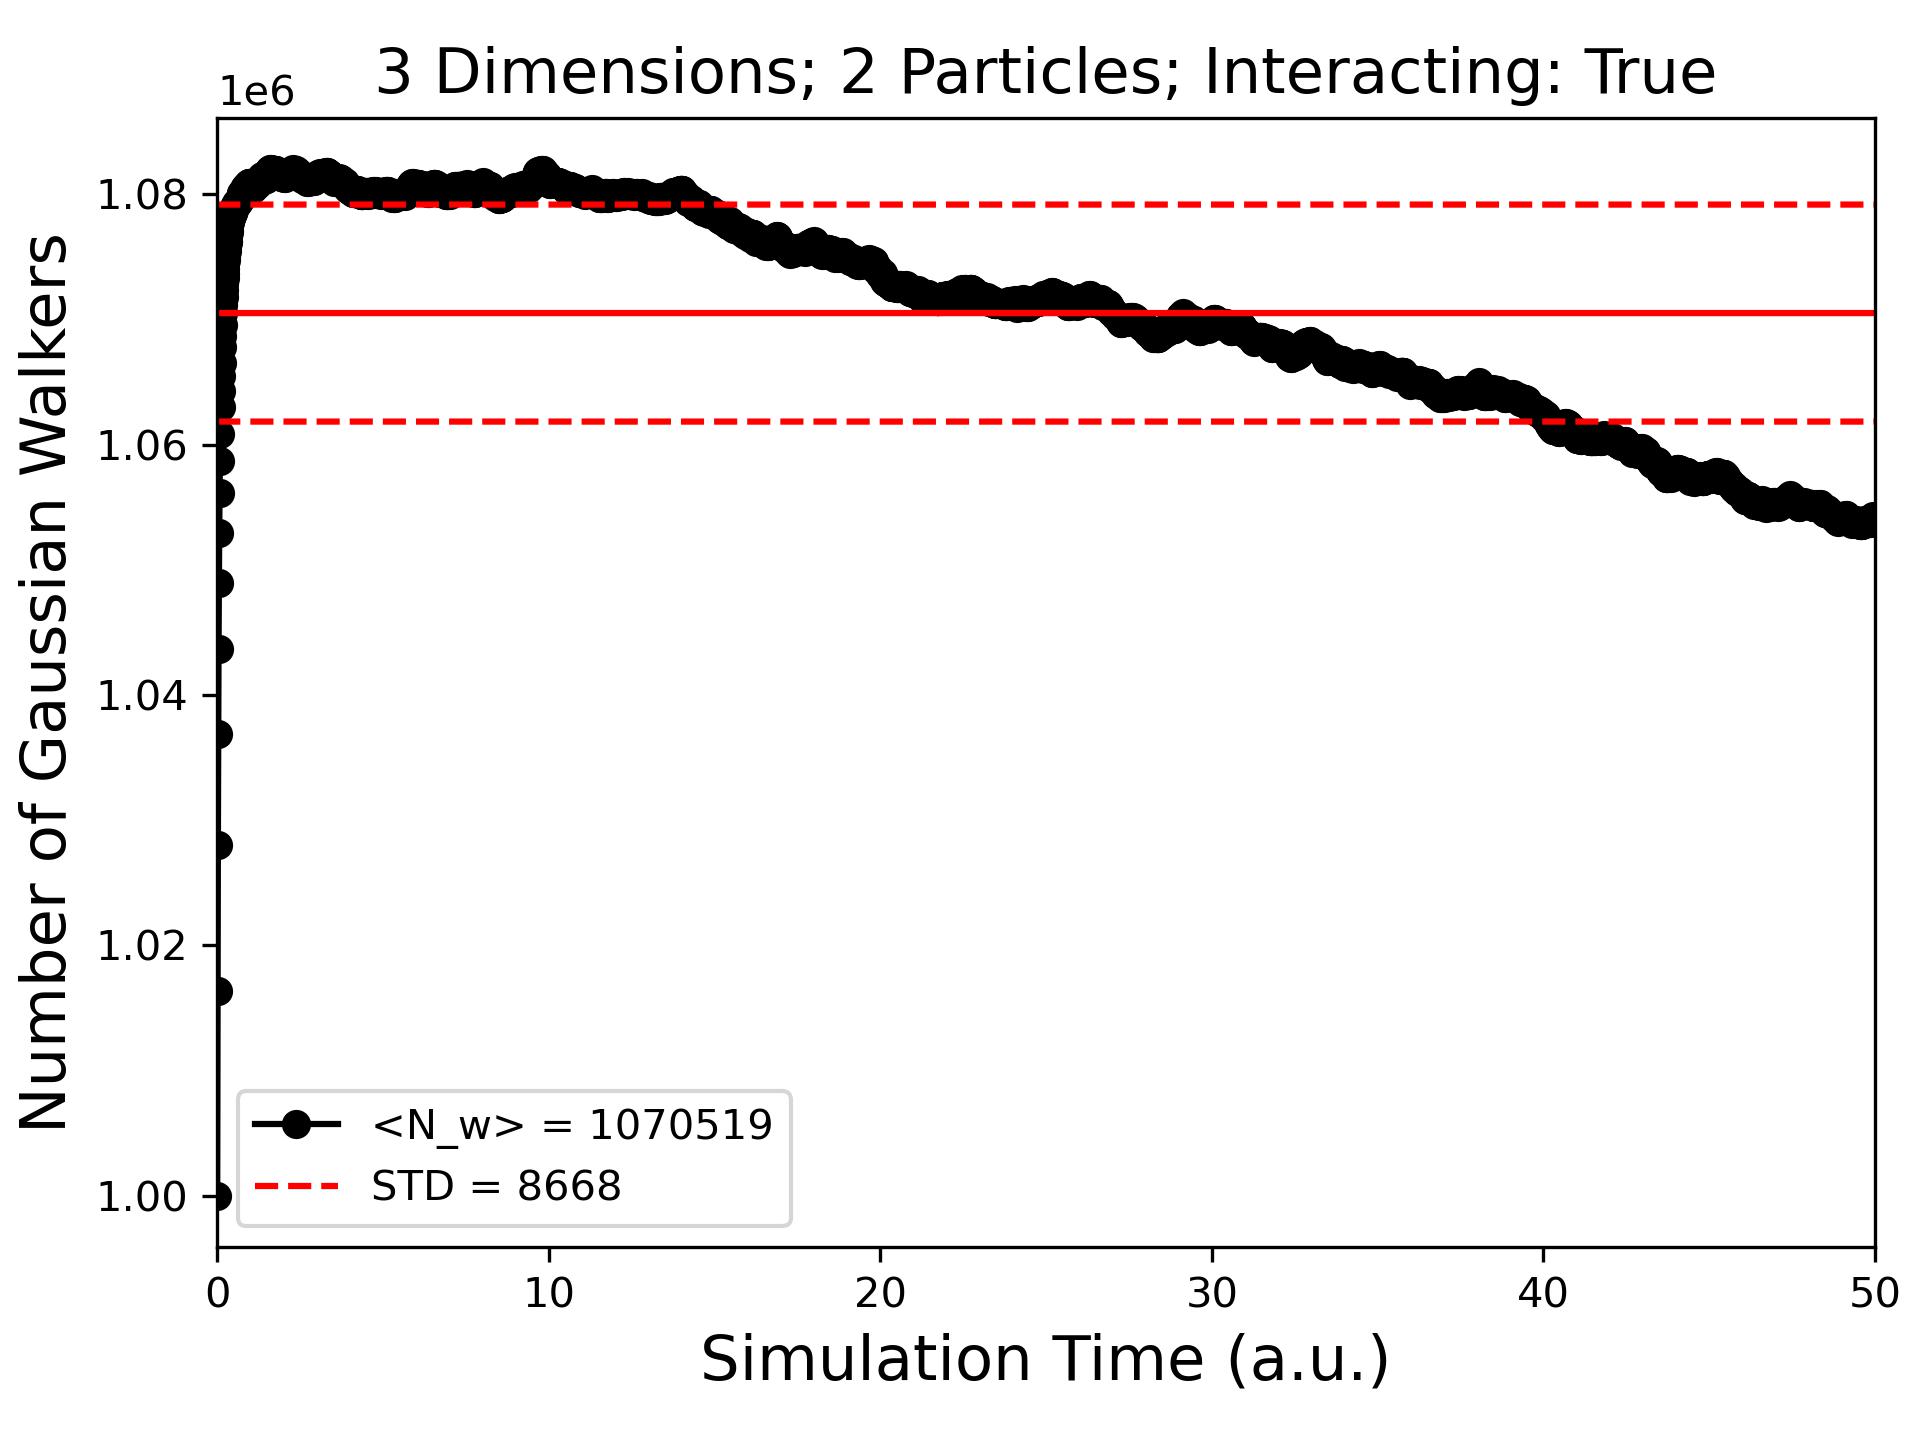 3 Dimensions; 2 Particles; Interacting: True
1e6
1.08
1.06
1.04
1.02
1.00
Number of Gaussian Walkers
<N_w> = 1070519
STD = 8668
0 10 20 30 40 50
Simulation Time (a.u.)